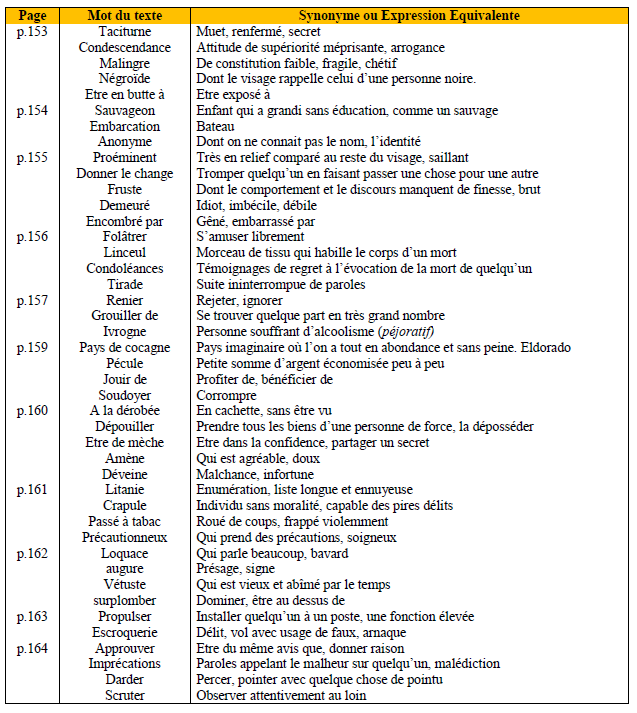 Page Mot du texte Synonyme ou Expression Equivalente
p.153 Taciturne Muet, renfermé, secret
Condescendance Attitude de supériorité méprisante, arrogance
Malingre De constitution faible, fragile, chétif
Négroïde Dont le visage rappelle celui d’une personne noire.
Etre en butte à Etre exposé à
p.154 Sauvageon Enfant qui a grandi sans éducation, comme un sauvage
Embarcation Bateau
Anonyme Dont on ne connait pas le nom, l’identité
p.155 Proéminent Très en relief comparé au reste du visage, saillant
Donner le change Tromper quelqu’un en faisant passer une chose pour une autre
Fruste Dont le comportement et le discours manquent de finesse, brut
Demeuré Idiot, imbécile, débile
Encombré par Gêné, embarrassé par
p.156 Folâtrer S’amuser librement
Linceul Morceau de tissu qui habille le corps d’un mort
Condoléances Témoignages de regret à l’évocation de la mort de quelqu’un
Tirade Suite ininterrompue de paroles
p.157 Renier Rejeter, ignorer
Grouiller de Se trouver quelque part en très grand nombre
Ivrogne Personne souffrant d’alcoolisme (péjoratif)
p.159 Pays de cocagne Pays imaginaire où l’on a tout en abondance et sans peine. Eldorado
Pécule Petite somme d’argent économisée peu à peu
Jouir de Profiter de, bénéficier de
Soudoyer Corrompre
p.160 A la dérobée En cachette, sans être vu
Dépouiller Prendre tous les biens d’une personne de force, la déposséder
Etre de mèche Etre dans la confidence, partager un secret
Amène Qui est agréable, doux
Déveine Malchance, infortune
p.161 Litanie Enumération, liste longue et ennuyeuse
Crapule Individu sans moralité, capable des pires délits
Passé à tabac Roué de coups, frappé violemment
Précautionneux Qui prend des précautions, soigneux
p.162 Loquace Qui parle beaucoup, bavard
augure Présage, signe
Vétuste Qui est vieux et abîmé par le temps
surplomber Dominer, être au dessus de
p.163 Propulser Installer quelqu’un à un poste, une fonction élevée
Escroquerie Délit, vol avec usage de faux, arnaque
p.164 Approuver Etre du même avis que, donner raison
Imprécations Paroles appelant le malheur sur quelqu’un, malédiction
Darder Percer, pointer avec quelque chose de pointu
Scruter Observer attentivement au loin